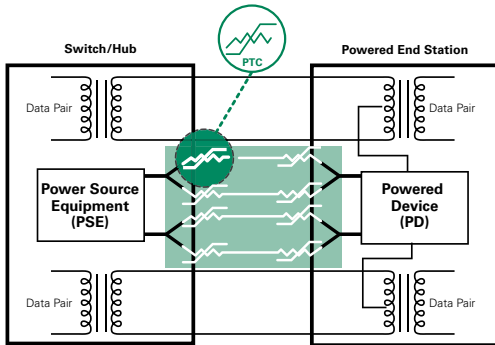 PTC
Switch/Hub
Powered End Station
Data Pair
Data Pair
Power Source
Equipment
(PSE)
Powered
Device
(PD)
Data Pair
Data Pair